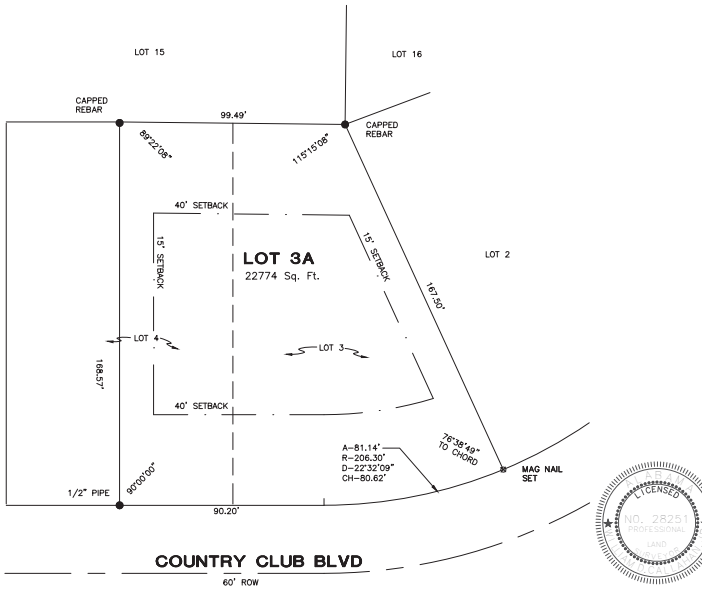 LOT 15
LOT 16
CAPPED
REBAR
99.49'
CAPPED
REBAR
89°22'08"
115°15'08"
40' SETBACK
15' SETBACK
15' SETBACK
LOT 3A
22774 Sq. Ft.
LOT 2
167.50'
LOT 4
LOT 3
168.57'
40' SETBACK
A-81.14'
R-206.30'
D-22°32'09"
CH-80.62'
76°38'49"
TO CHORD
MAG NAIL
SET
1/2" PIPE
90°00'00"
90.20'
COUNTRY CLUB BLVD
60' ROW
ALABAMA
LICENSED
NO. 28251
PROFESSIONAL
LAND
SURVEYOR